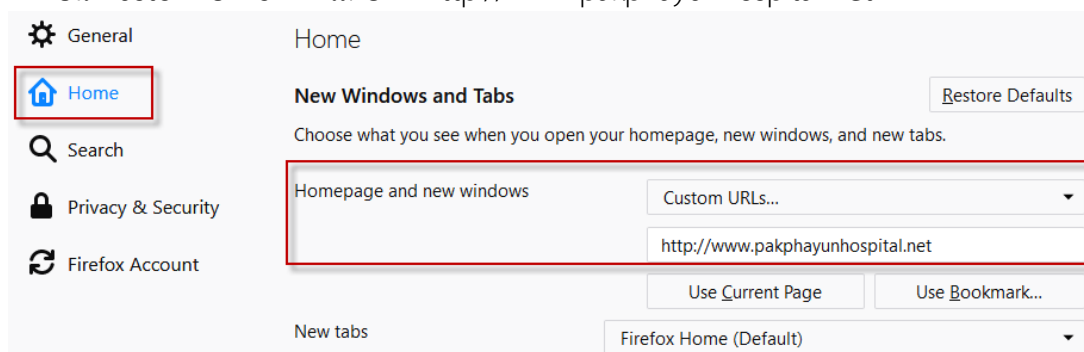 General
Home
Home
New Windows and Tabs
Restore Defaults
Choose what you see when you open your homepage, new windows, and new tabs.
Search
Homepage and new windows
Custom URLs...
Privacy & Security
http://www.pakphayunhospital.net
Firefox Account
Use Current Page
Use Bookmark...
New tabs
Firefox Home (Default)